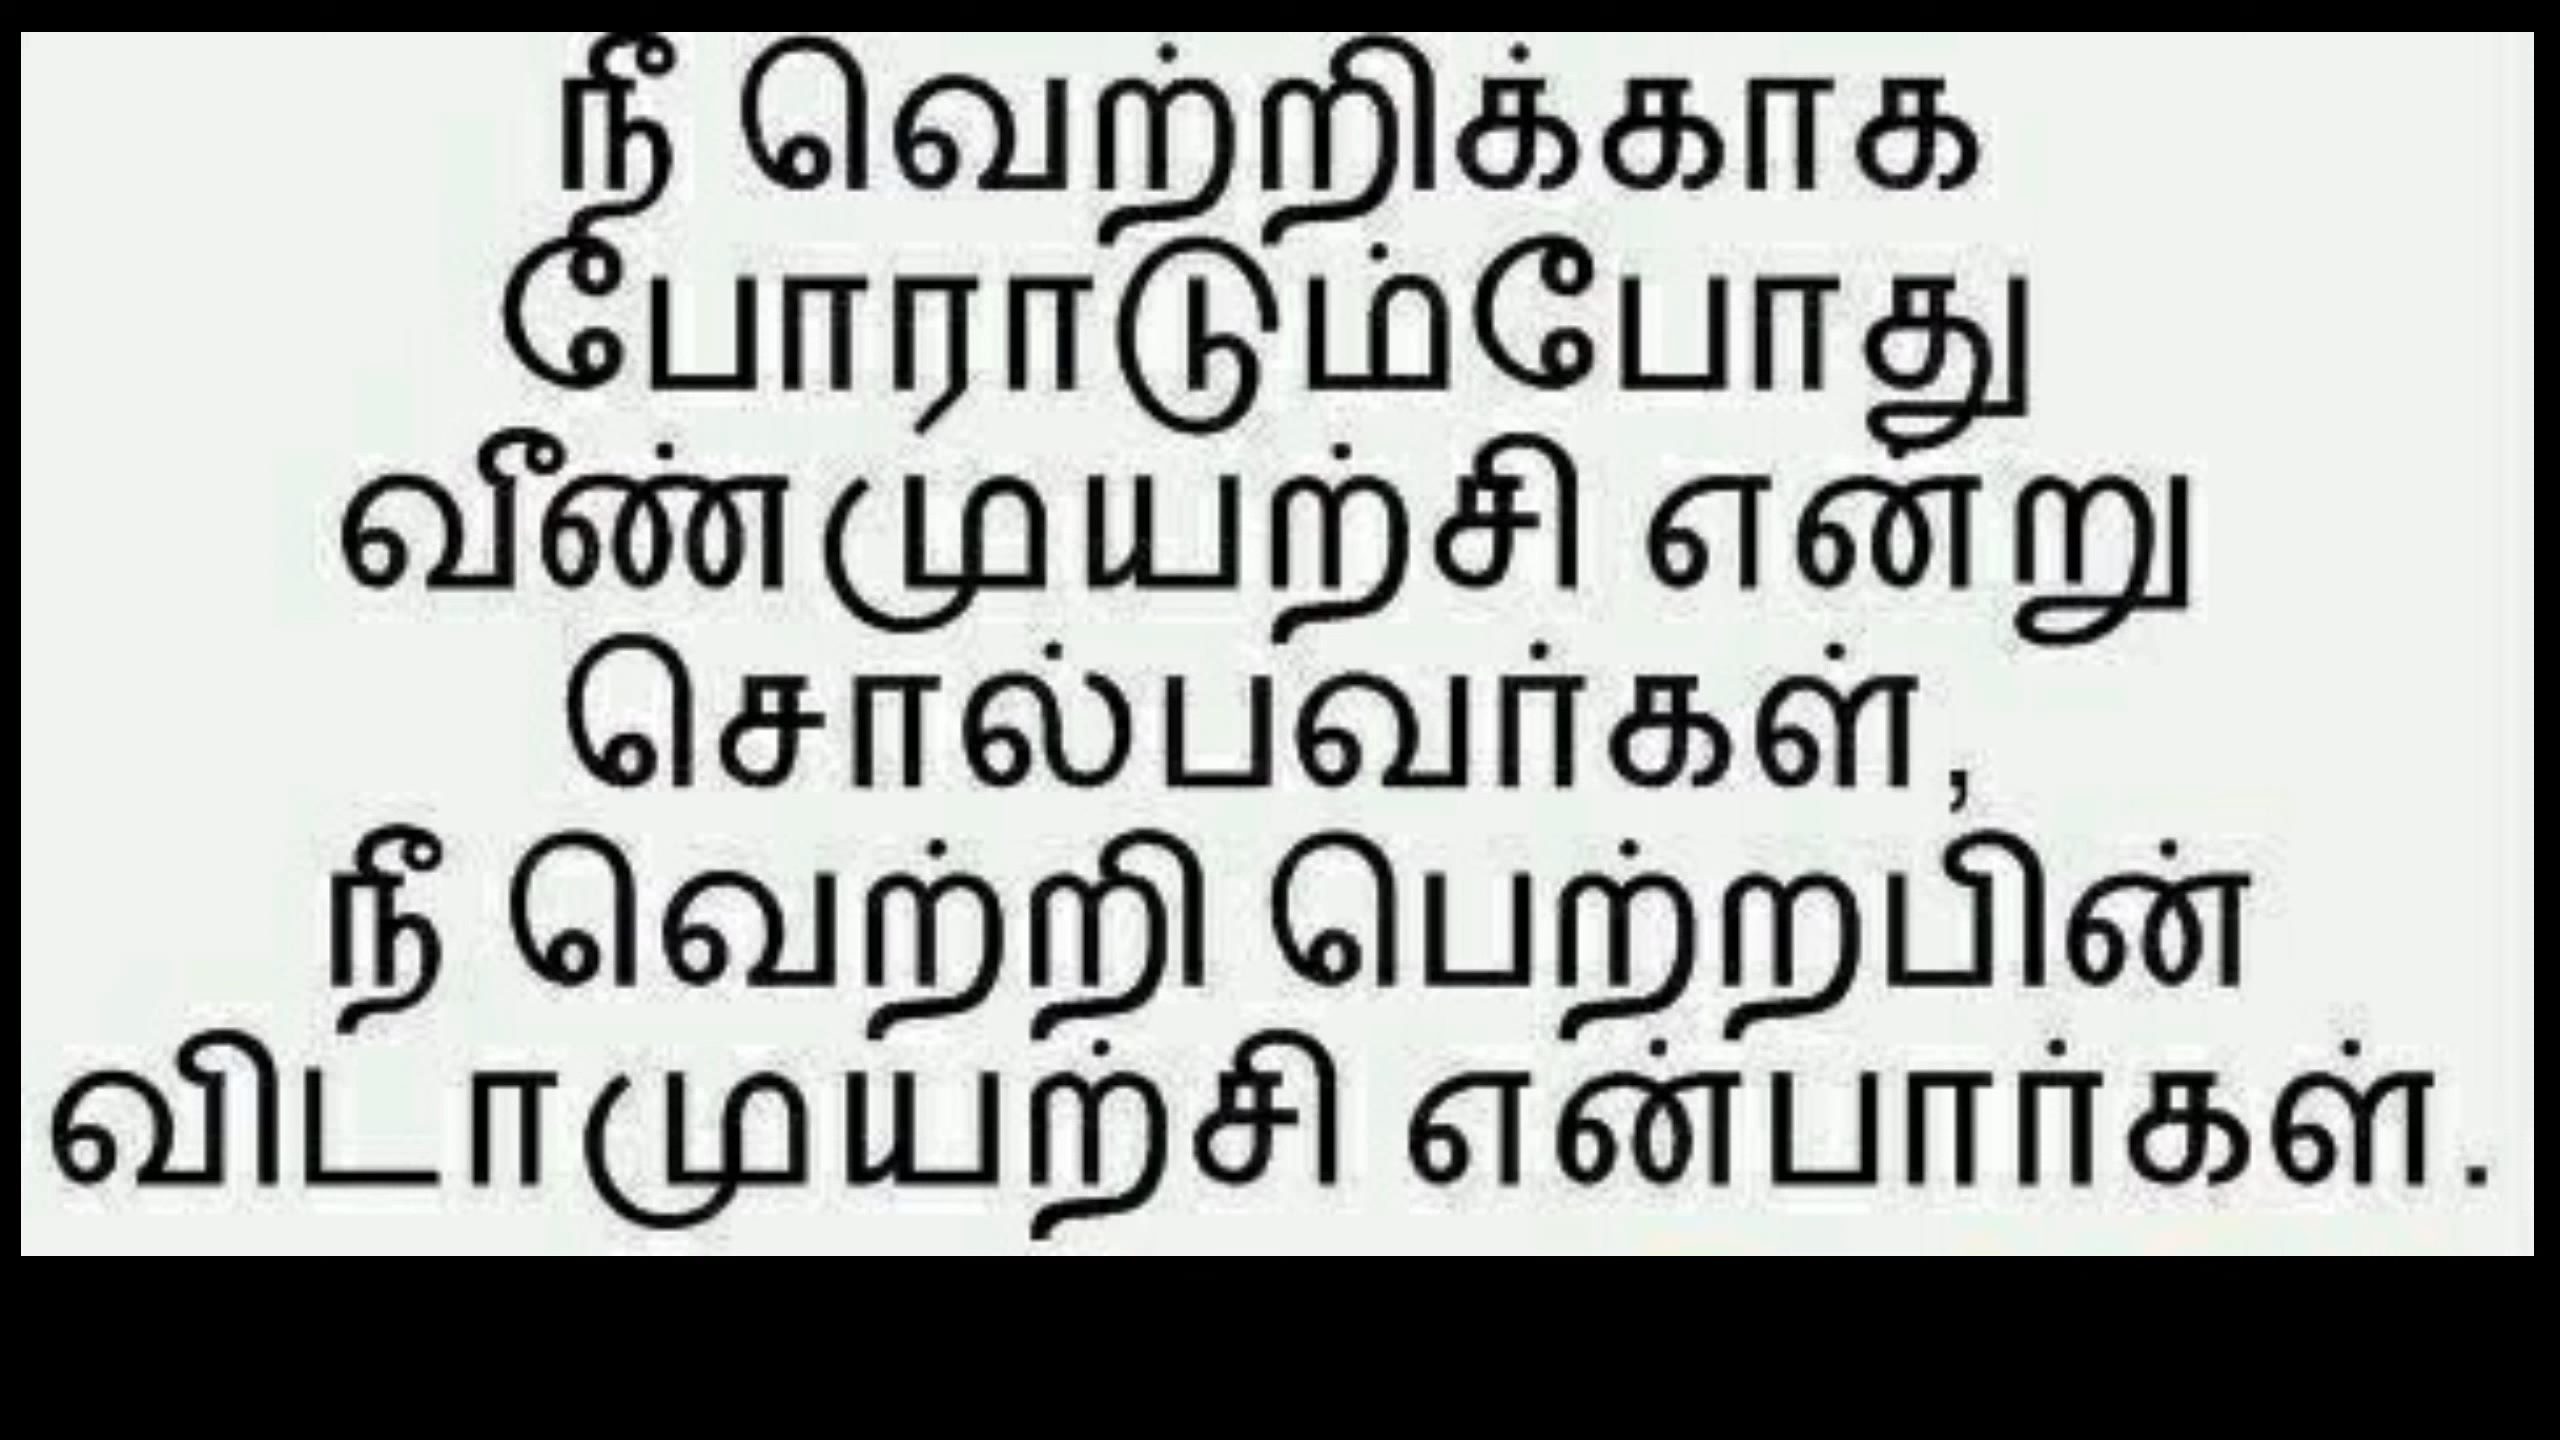 நீ வெற்றிக்காக
போராடும்போது
வீண்முயற்சி என்று
சொல்பவர்கள்,
நீ வெற்றி பெற்றபின்
விடாமுயற்சி என்பார்கள்.